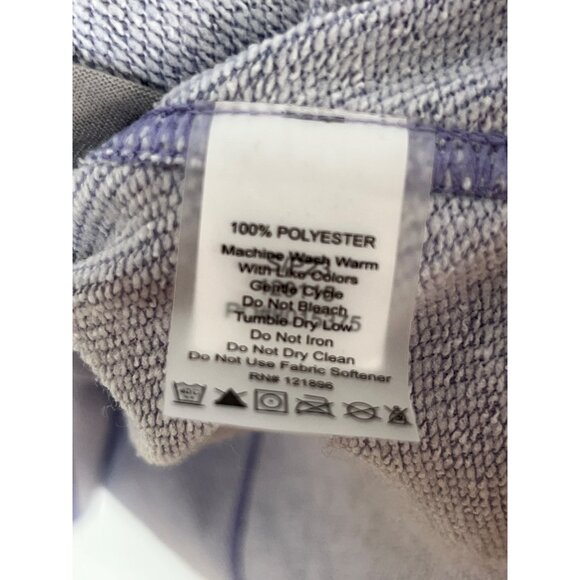 100% POLYESTER
Machine Wash Warm
With Like Colors
Gentle Cycle
Do Not Bleach
Tumble Dry Low
Do Not Iron
Do Not Dry Clean
Do Not Use Fabric Softener
RN# 121896